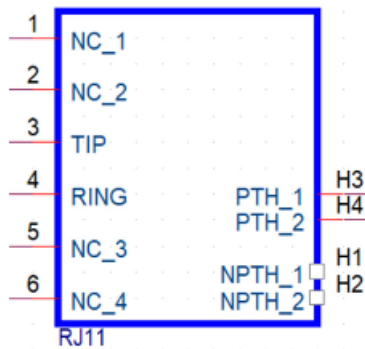 1 NC_1
2 NC_2
3 TIP
4 RING PTH_1 H3
PTH_2 H4
5 NC_3
NPTH_1 H1
6 NC_4 NPTH_2 H2
RJ11